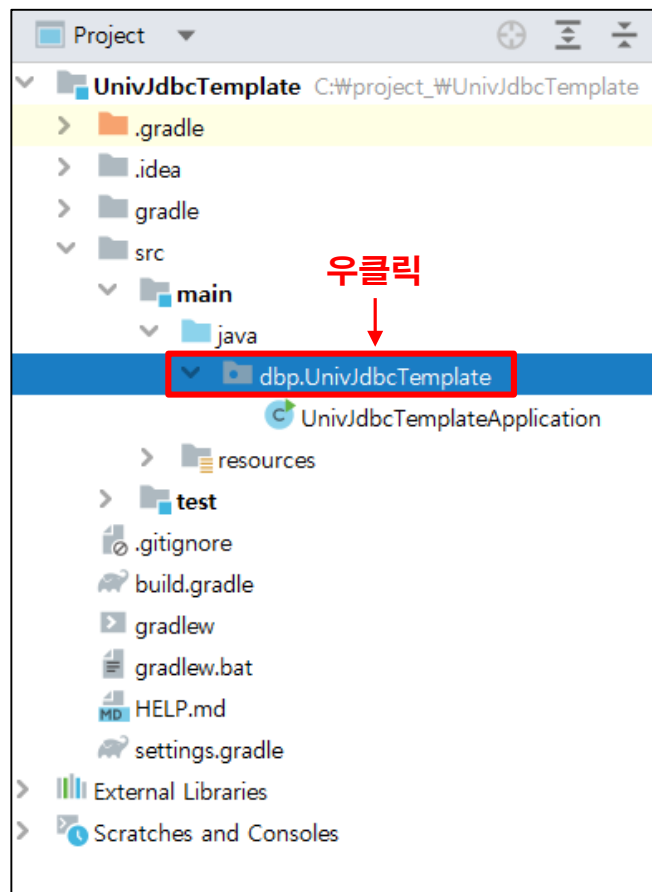 Project
UnivJdbcTemplate C:₩project_₩UnivJdbcTemplate
.gradle
.idea
gradle
src
우클릭
main
java
dbp.UnivJdbcTemplate
C UnivJdbcTemplateApplication
resources
test
.gitignore
build.gradle
gradlew
gradlew.bat
MD HELP.md
settings.gradle
External Libraries
Scratches and Consoles